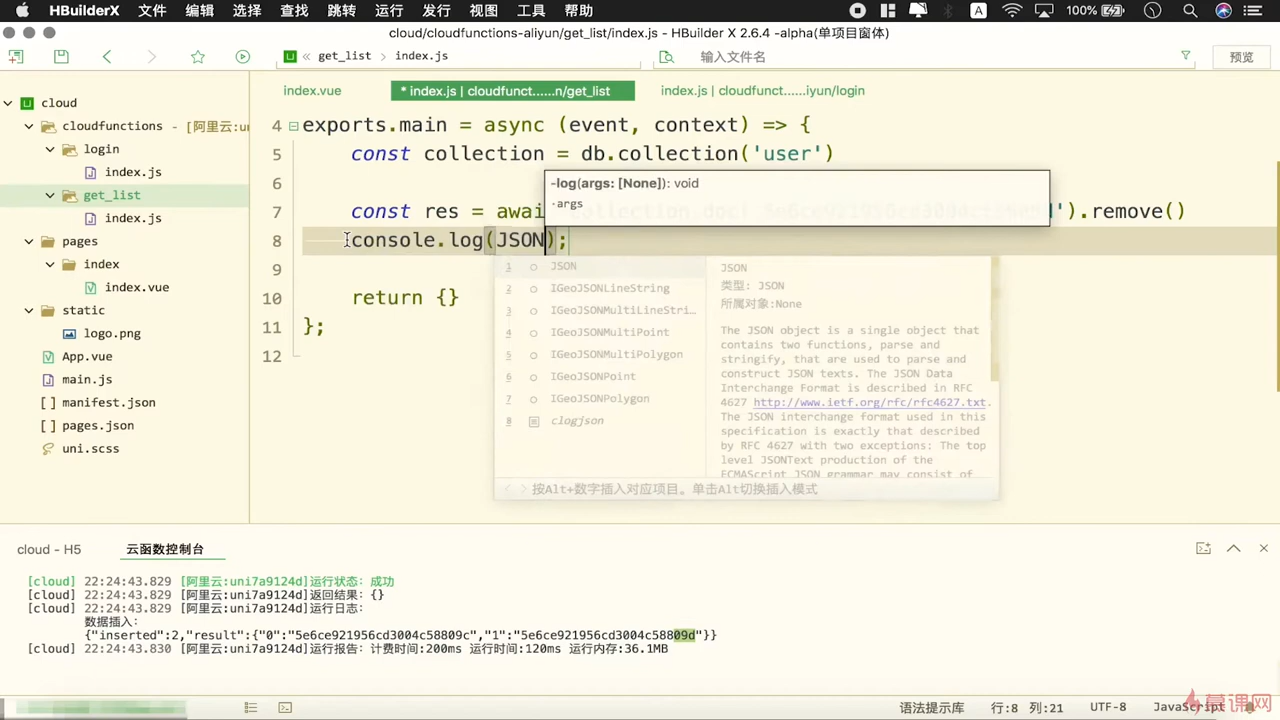 HBuilderX 文件 编辑 选择 查找 跳转 运行 发行 视图 工具 帮助 A 100%
cloud/cloudfunctions-aliyun/get_list/index.js - HBuilder X 2.6.4 -alpha(单项目窗体)
get_list > index.js 输入文件名 预览
cloud
cloudfunctions - [阿里云:un
login
index.js
get_list
index.js
pages
index
index.vue
static
logo.png
App.vue
main.js
manifest.json
pages.json
uni.scss
index.vue * index.js | cloudfunct......n/get_list index.js | cloudfunct......iyun/login
4 exports.main = async (event, context) => {
5 const collection = db.collection('user')
6
7 const res = awai ').remove()
8 console.log(JSON);
9
10 return {}
11 };
12
-log(args: [None]): void
·args
1 JSON
2 IGeoJSONLineString
3 IGeoJSONMultiLineStri...
4 IGeoJSONMultiPoint
5 IGeoJSONMultiPolygon
6 IGeoJSONPoint
7 IGeoJSONPolygon
8 clogjson
JSON
类型: JSON
所属对象:None
The JSON object is a single object that
contains two functions, parse and
stringify, that are used to parse and
construct JSON texts. The JSON Data
Interchange Format is described in RFC
4627 http://www.ietf.org/rfc/rfc4627.txt.
The JSON interchange format used in this
specification is exactly that described
by RFC 4627 with two exceptions: The top
level JSONText production of the
ECMAScript JSON grammar may consist of
按Alt+数字插入对应项目。单击Alt切换插入模式
cloud - H5 云函数控制台
[cloud] 22:24:43.829 [阿里云:uni7a9124d]运行状态: 成功
[cloud] 22:24:43.829 [阿里云:uni7a9124d]返回结果: {}
[cloud] 22:24:43.829 [阿里云:uni7a9124d]运行日志:
数据插入:
{"inserted":2,"result":{"0":"5e6ce921956cd3004c58809c","1":"5e6ce921956cd3004c58809d"}}
[cloud] 22:24:43.830 [阿里云:uni7a9124d]运行报告: 计费时间:200ms 运行时间:120ms 运行内存:36.1MB
语法提示库 行:8 列:21 UTF-8 JavaScript
慕课网